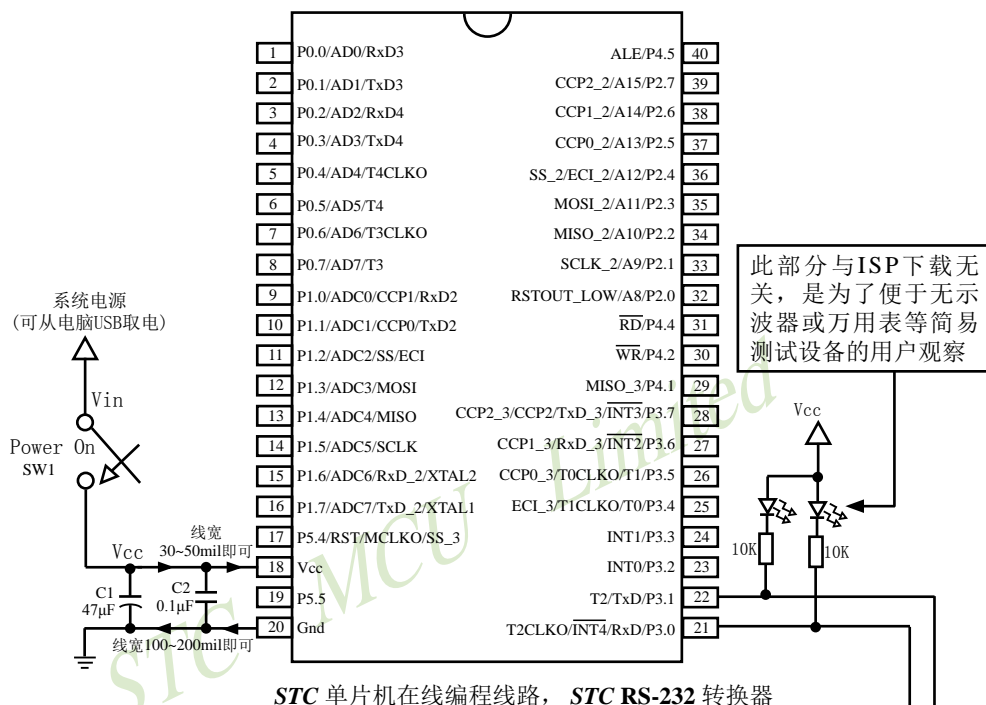 1 P0.0/AD0/RxD3
2 P0.1/AD1/TxD3
3 P0.2/AD2/RxD4
4 P0.3/AD3/TxD4
5 P0.4/AD4/T4CLKO
6 P0.5/AD5/T4
7 P0.6/AD6/T3CLKO
8 P0.7/AD7/T3
9 P1.0/ADC0/CCP1/RxD2
10 P1.1/ADC1/CCP0/TxD2
11 P1.2/ADC2/SS/ECI
12 P1.3/ADC3/MOSI
13 P1.4/ADC4/MISO
14 P1.5/ADC5/SCLK
15 P1.6/ADC6/RxD_2/XTAL2
16 P1.7/ADC7/TxD_2/XTAL1
17 P5.4/RST/MCLKO/SS_3
18 Vcc
19 P5.5
20 Gnd
ALE/P4.5 40
CCP2_2/A15/P2.7 39
CCP1_2/A14/P2.6 38
CCP0_2/A13/P2.5 37
SS_2/ECI_2/A12/P2.4 36
MOSI_2/A11/P2.3 35
MISO_2/A10/P2.2 34
SCLK_2/A9/P2.1 33
RSTOUT_LOW/A8/P2.0 32
RD/P4.4 31
WR/P4.2 30
MISO_3/P4.1 29
CCP2_3/CCP2/TxD_3/INT3/P3.7 28
CCP1_3/RxD_3/INT2/P3.6 27
CCP0_3/T0CLKO/T1/P3.5 26
ECI_3/T1CLKO/T0/P3.4 25
INT1/P3.3 24
INT0/P3.2 23
T2/TxD/P3.1 22
T2CLKO/INT4/RxD/P3.0 21
系统电源
(可从电脑USB取电)
Vin
Power On
SW1
Vcc
线宽
30~50mil即可
C1
47μF
C2
0.1μF
线宽100~200mil即可
此部分与ISP下载无
关，是为了便于无示
波器或万用表等简易
测试设备的用户观察
Vcc
10K
10K
STC MCU Limited
STC 单片机在线编程线路， STC RS-232 转换器